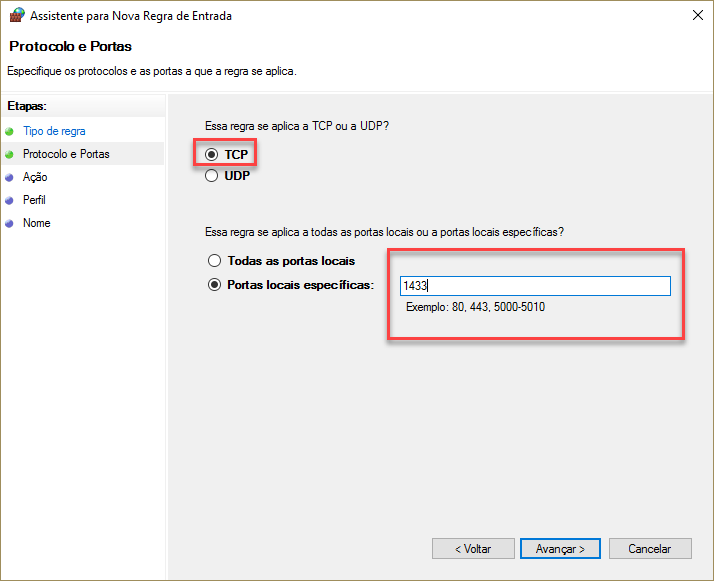 Assistente para Nova Regra de Entrada
Protocolo e Portas
Especifique os protocolos e as portas a que a regra se aplica.
Etapas:
Tipo de regra
Protocolo e Portas
Ação
Perfil
Nome
Essa regra se aplica a TCP ou a UDP?
TCP
UDP
Essa regra se aplica a todas as portas locais ou a portas locais específicas?
Todas as portas locais
Portas locais específicas:
1433
Exemplo: 80, 443, 5000-5010
< Voltar
Avançar >
Cancelar